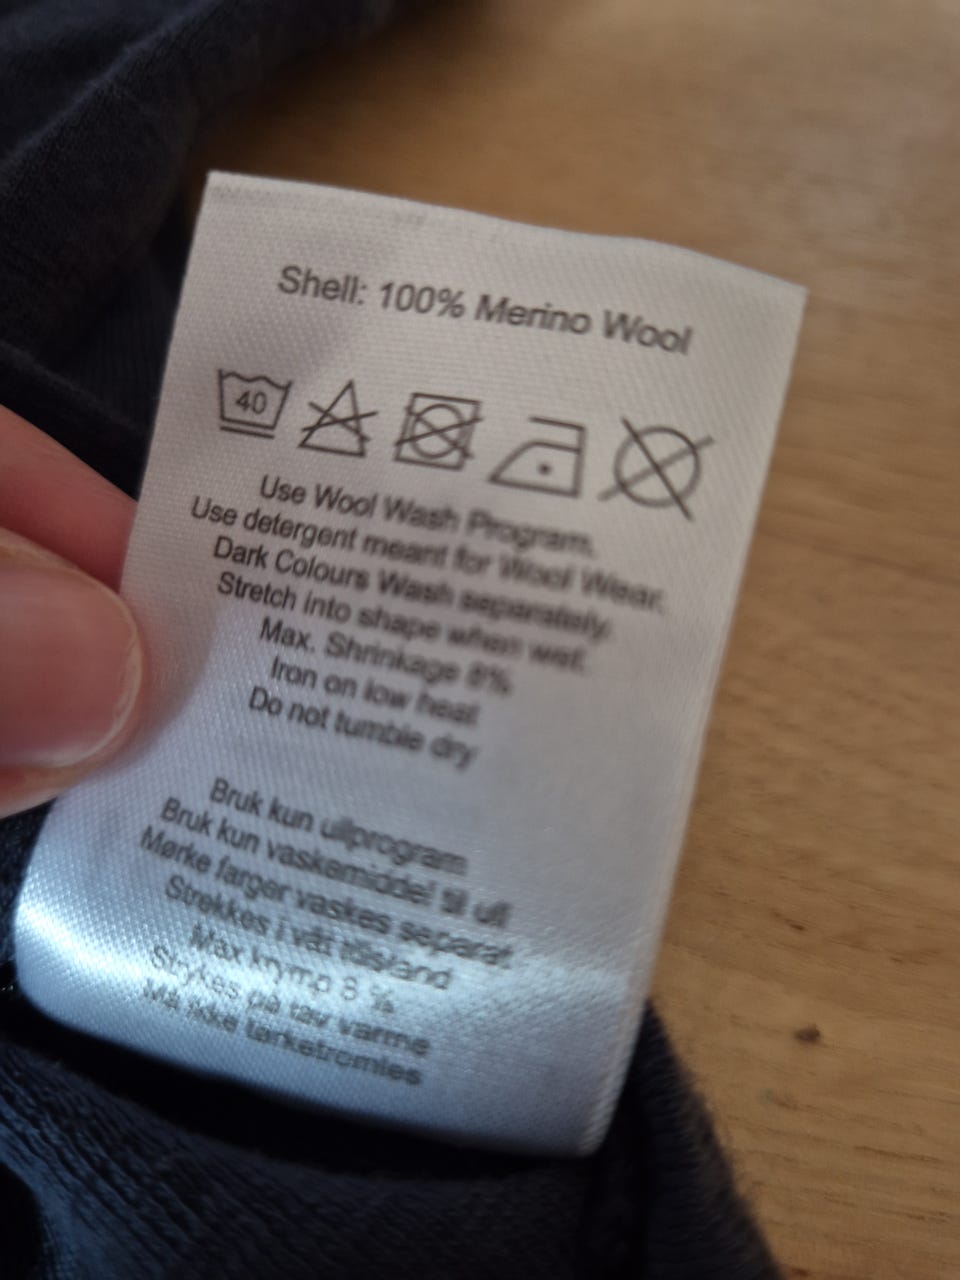 Shell: 100% Merino Wool
40
Use Wool Wash Program.
Use detergent meant for Wool Wear.
Dark Colours Wash separately.
Stretch into shape when wet.
Max. Shrinkage 8%
Iron on low heat
Do not tumble dry
Bruk kun ullprogram
Bruk kun vaskemiddel til ull
Mørke farger vaskes separat
Strekkes i våt tilstand
Max krymp 8 %
Strykes på lav varme
Må ikke tørketromles